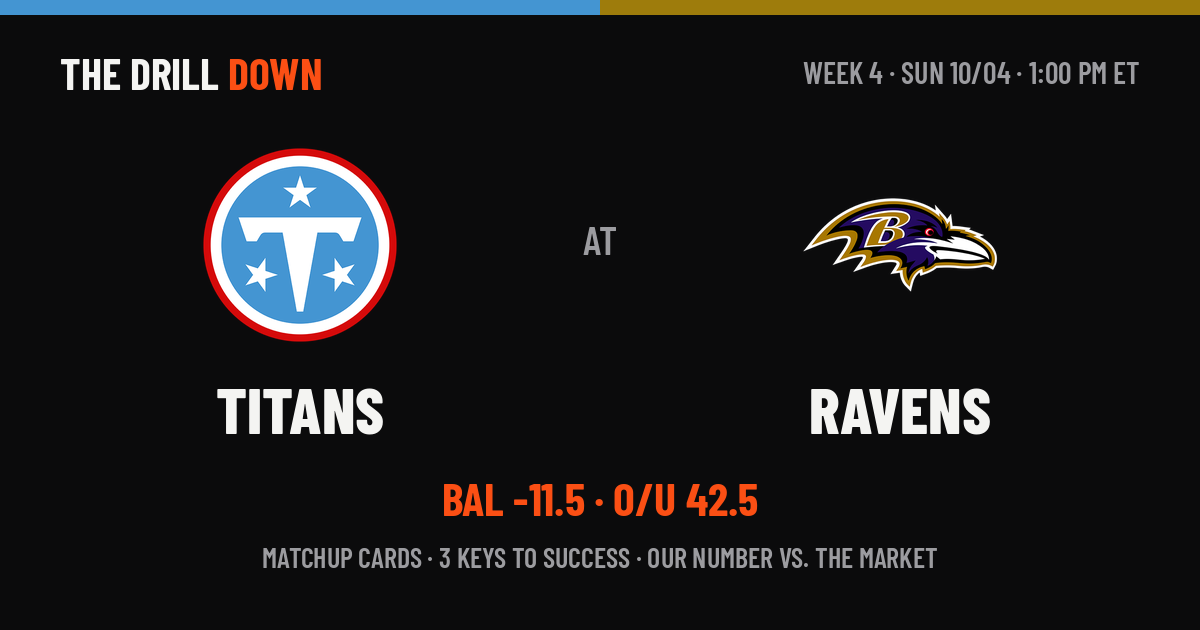 THE DRILL DOWN
WEEK 4 · SUN 10/04 · 1:00 PM ET
T
B
AT
TITANS
RAVENS
BAL -11.5 · O/U 42.5
MATCHUP CARDS · 3 KEYS TO SUCCESS · OUR NUMBER VS. THE MARKET